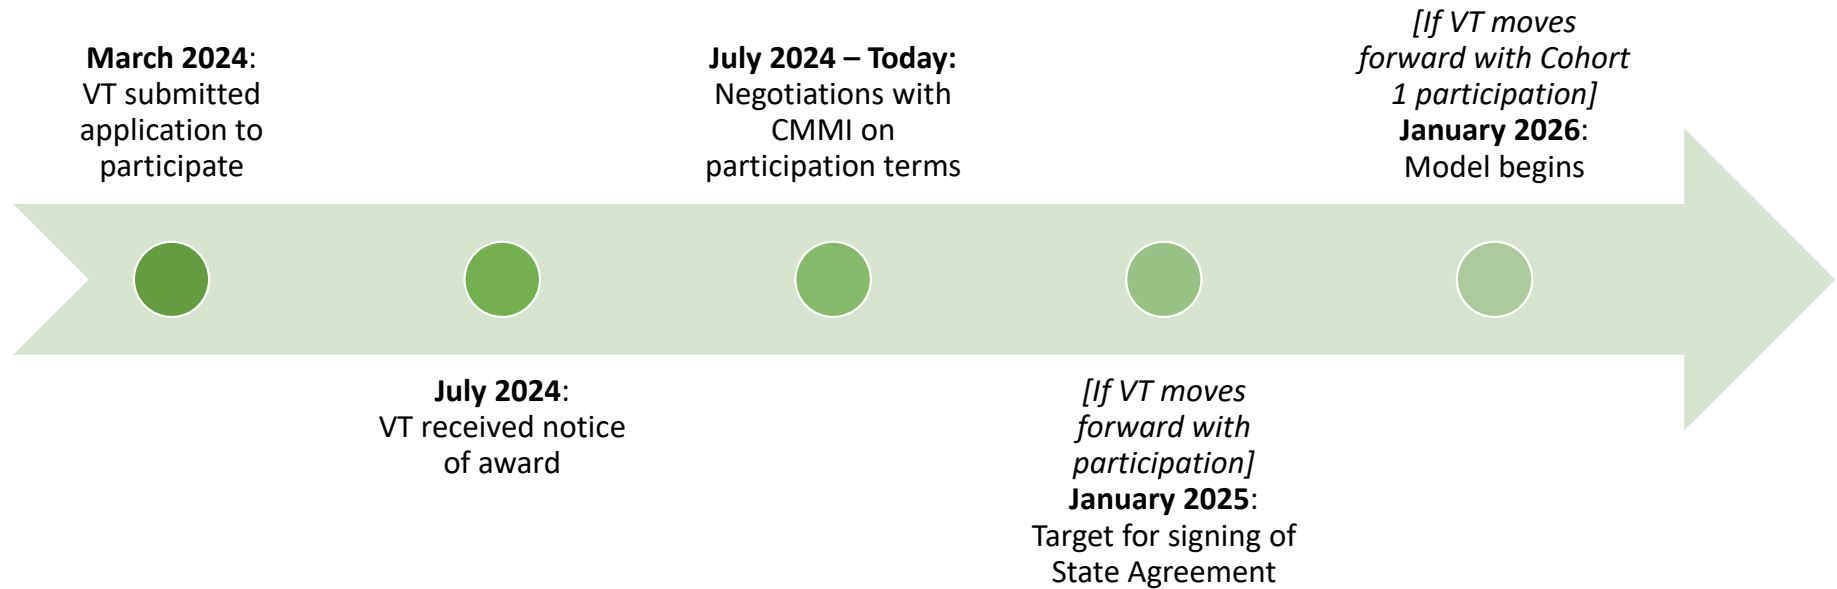 March 2024:
VT submitted
application to
participate
July 2024:
VT received notice
of award
July 2024 – Today:
Negotiations with
CMMI on
participation terms
[If VT moves
forward with
participation]
January 2025:
Target for signing of
State Agreement
[If VT moves
forward with Cohort
1 participation]
January 2026:
Model begins